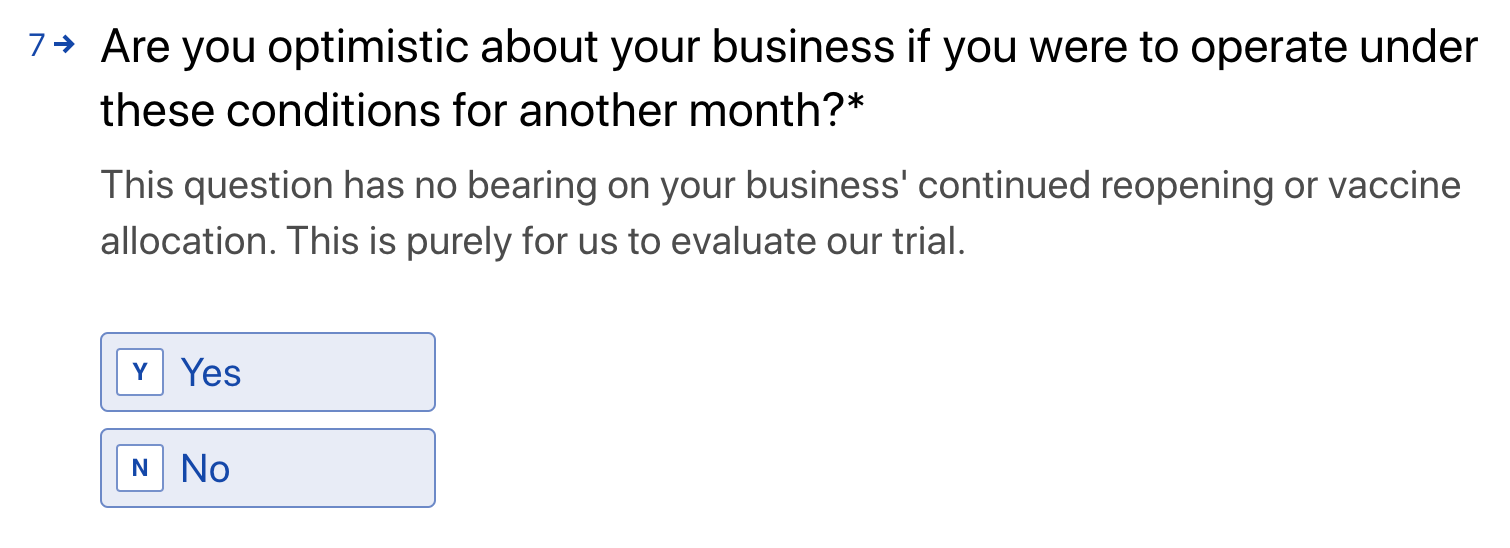 7→ Are you optimistic about your business if you were to operate under
these conditions for another month?*
This question has no bearing on your business' continued reopening or vaccine
allocation. This is purely for us to evaluate our trial.
Y Yes
N No